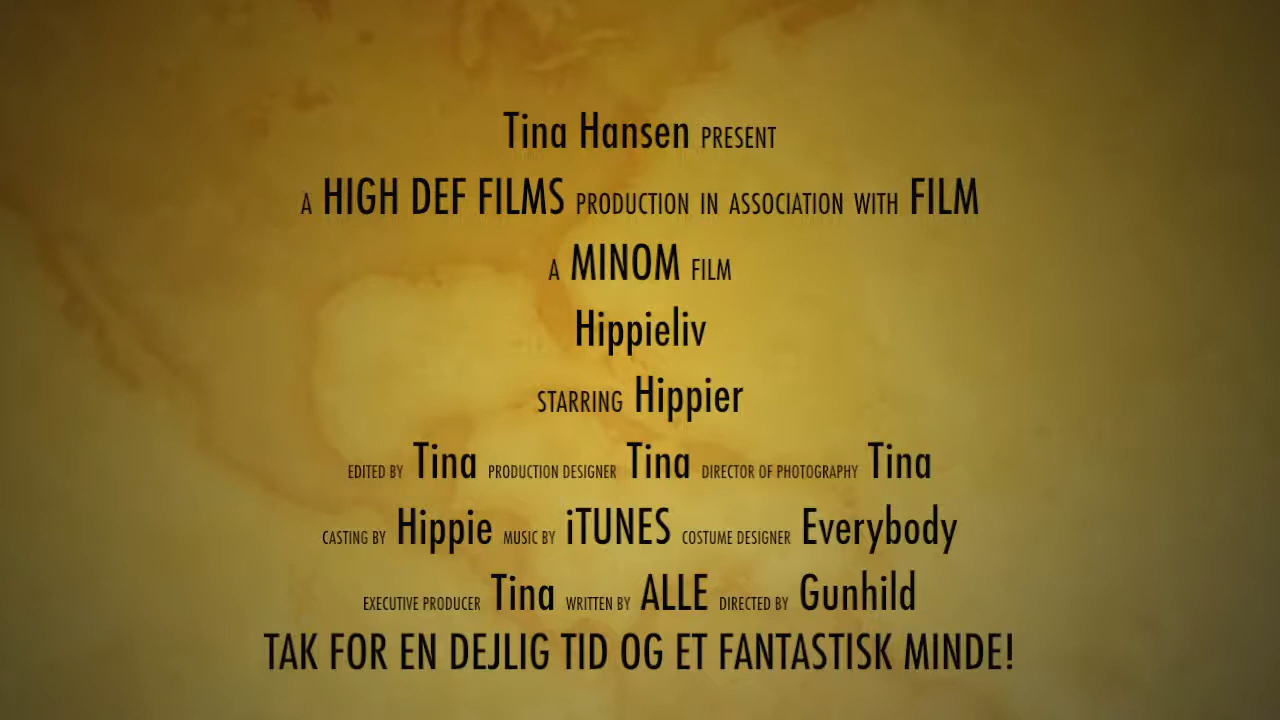 Tina Hansen PRESENT
A HIGH DEF FILMS PRODUCTION IN ASSOCIATION WITH FILM
A MINOM FILM
Hippieliv
STARRING Hippier
EDITED BY Tina PRODUCTION DESIGNER Tina DIRECTOR OF PHOTOGRAPHY Tina
CASTING BY Hippie MUSIC BY iTUNES COSTUME DESIGNER Everybody
EXECUTIVE PRODUCER Tina WRITTEN BY ALLE DIRECTED BY Gunhild
TAK FOR EN DEJLIG TID OG ET FANTASTISK MINDE!